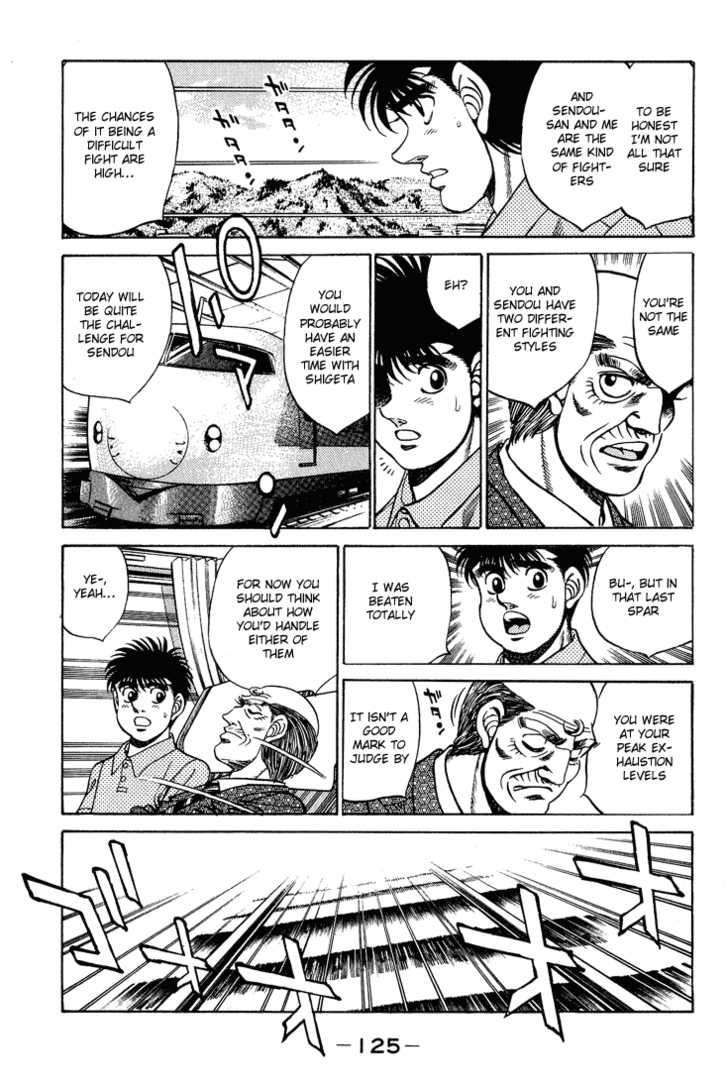 TO BE
HONEST
I'M NOT
ALL THAT
SURE
AND
SENDOU-
SAN AND ME
ARE THE
SAME KIND
OF FIGHT-
ERS
THE CHANCES
OF IT BEING A
DIFFICULT
FIGHT ARE
HIGH...
YOU'RE
NOT THE
SAME
YOU AND
SENDOU HAVE
TWO DIFFER-
ENT FIGHTING
STYLES
EH?
YOU
WOULD
PROBABLY
HAVE AN
EASIER
TIME WITH
SHIGETA
TODAY WILL
BE QUITE
THE CHAL-
LENGE FOR
SENDOU
BU-, BUT IN
THAT LAST
SPAR
I WAS
BEATEN
TOTALLY
YOU WERE
AT YOUR
PEAK EX-
HAUSTION
LEVELS
IT ISN'T A
GOOD
MARK TO
JUDGE BY
FOR NOW YOU
SHOULD THINK
ABOUT HOW
YOU'D HANDLE
EITHER OF
THEM
YE-,
YEAH...
-125-